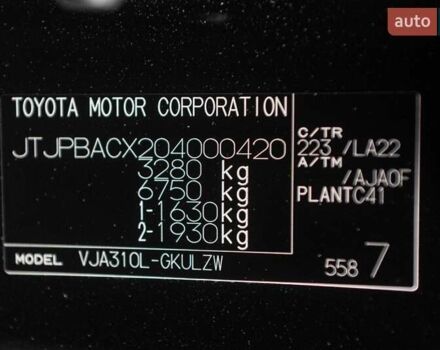 auto
TOYOTA MOTOR CORPORATION
JTJPBACX204000420
3280 kg
6750 kg
1-1630kg
2-1930kg
C/TR
223 /LA22
A/TM
/AJA0F
PLANTC41
MODEL VJA310L-GKULZW
558 7